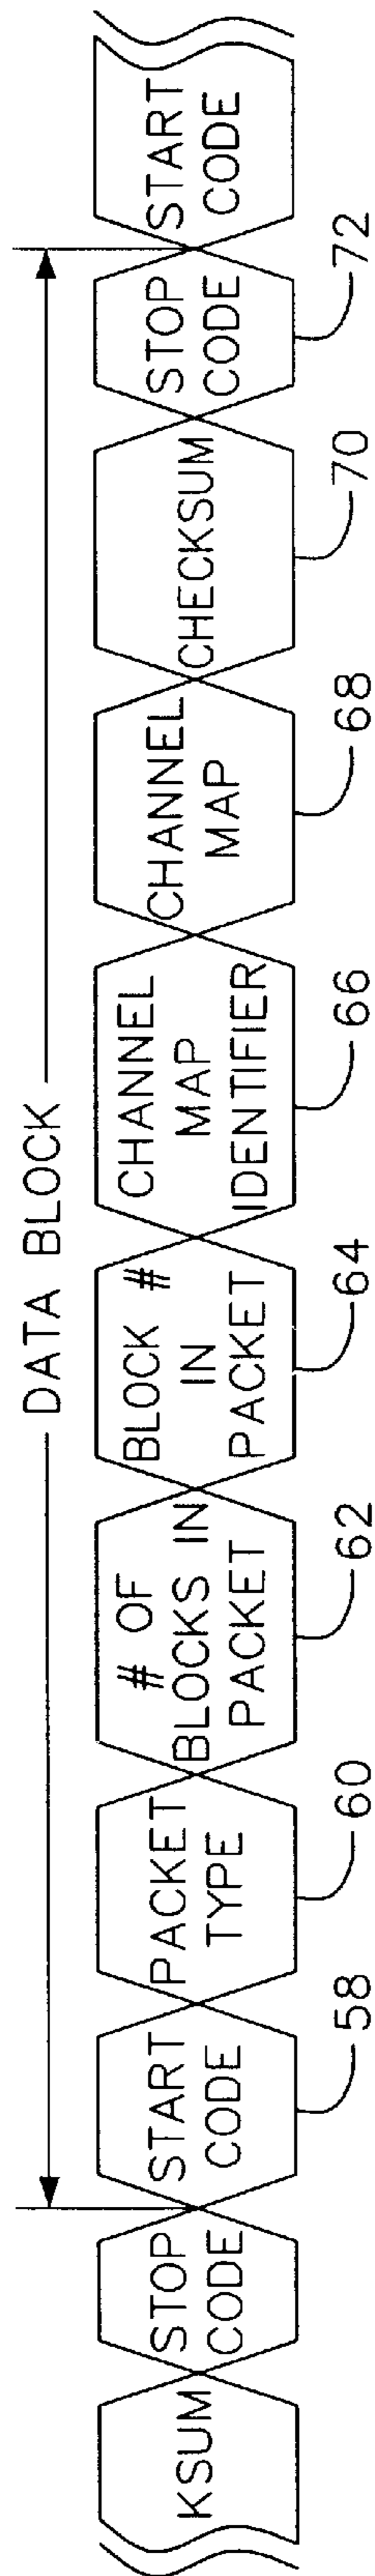 DATA BLOCK
KSUM
STOP
CODE
START
CODE
PACKET
TYPE
# OF
BLOCKS IN
PACKET
BLOCK #
IN
PACKET
CHANNEL
MAP
IDENTIFIER
CHANNEL
MAP
CHECKSUM
STOP
CODE
START
CODE
58
60
62
64
66
68
70
72